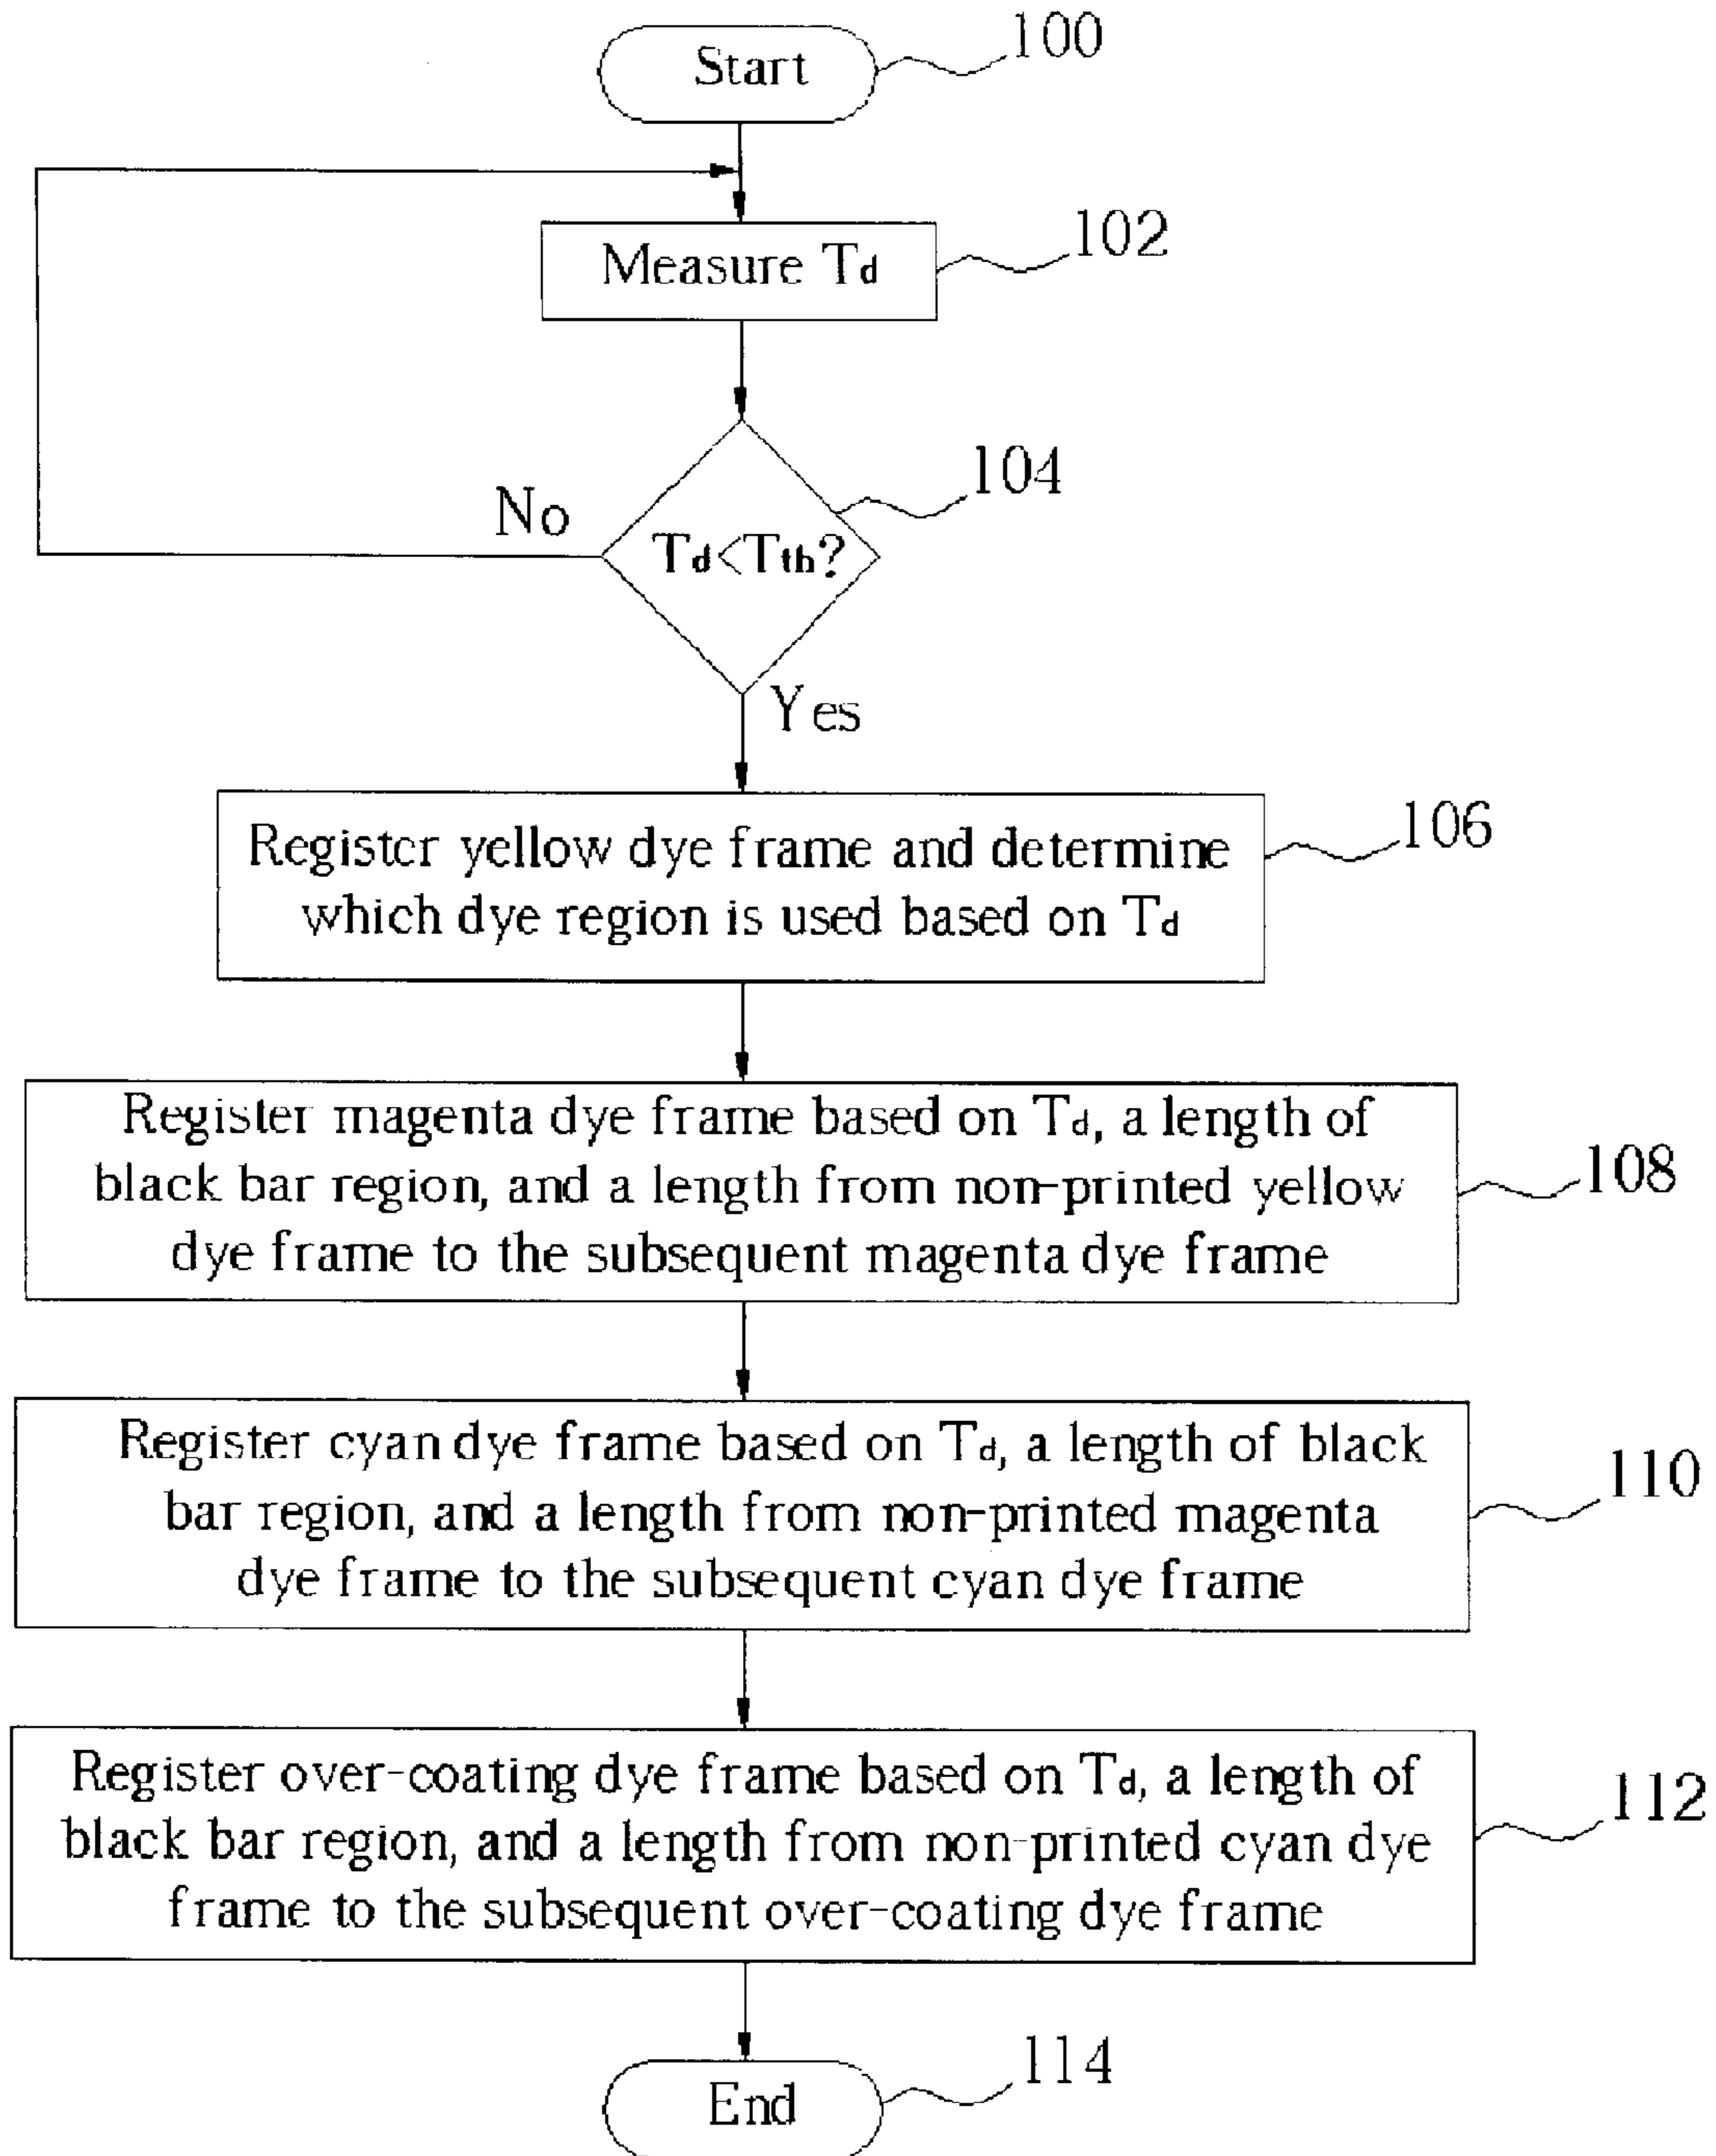 Start
100
Measure Td
102
104
No
Td<Tth?
Yes
Register yellow dye frame and determine
which dye region is used based on Td
106
Register magenta dye frame based on Td, a length of
black bar region, and a length from non-printed yellow
dye frame to the subsequent magenta dye frame
108
Register cyan dye frame based on Td, a length of black
bar region, and a length from non-printed magenta
dye frame to the subsequent cyan dye frame
110
Register over-coating dye frame based on Td, a length of
black bar region, and a length from non-printed cyan dye
frame to the subsequent over-coating dye frame
112
End
114